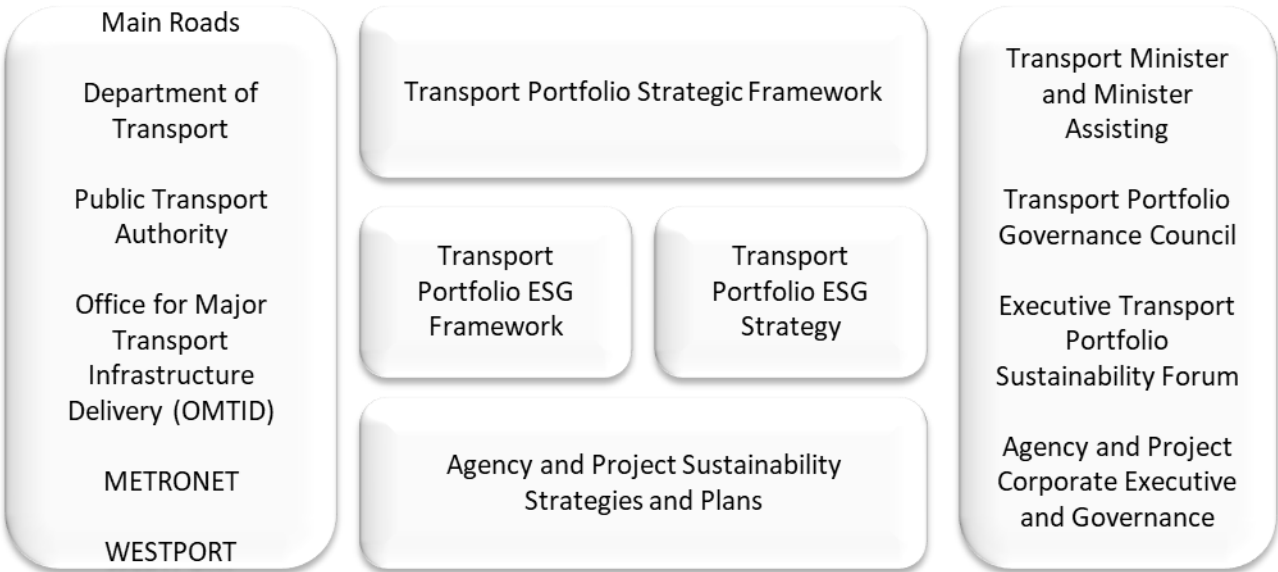 Main Roads
Department of
Transport
Public Transport
Authority
Office for Major
Transport
Infrastructure
Delivery (OMTID)
METRONET
WESTPORT
Transport Portfolio Strategic Framework
Transport
Portfolio ESG
Framework
Transport
Portfolio ESG
Strategy
Agency and Project Sustainability
Strategies and Plans
Transport Minister
and Minister
Assisting
Transport Portfolio
Governance Council
Executive Transport
Portfolio
Sustainability Forum
Agency and Project
Corporate Executive
and Governance